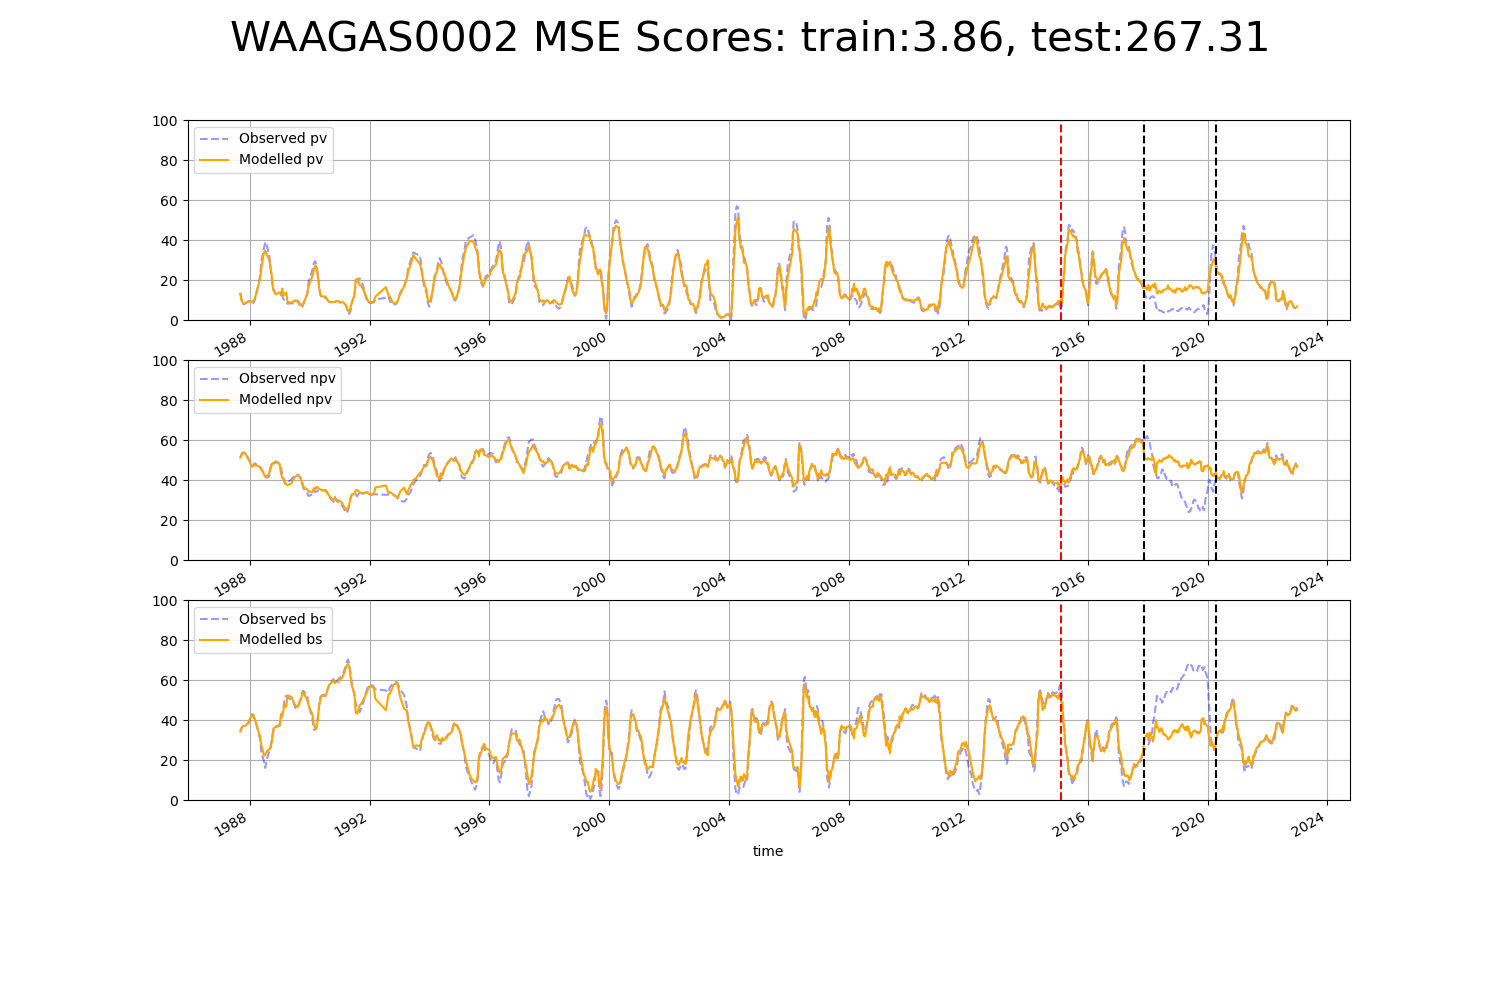 WAAGAS0002 MSE Scores: train:3.86, test:267.31
100
80
60
40
20
0
Observed pv
Modelled pv
1988 1992 1996 2000 2004 2008 2012 2016 2020 2024
100
80
60
40
20
0
Observed npv
Modelled npv
1988 1992 1996 2000 2004 2008 2012 2016 2020 2024
100
80
60
40
20
0
Observed bs
Modelled bs
1988 1992 1996 2000 2004 2008 2012 2016 2020 2024
time